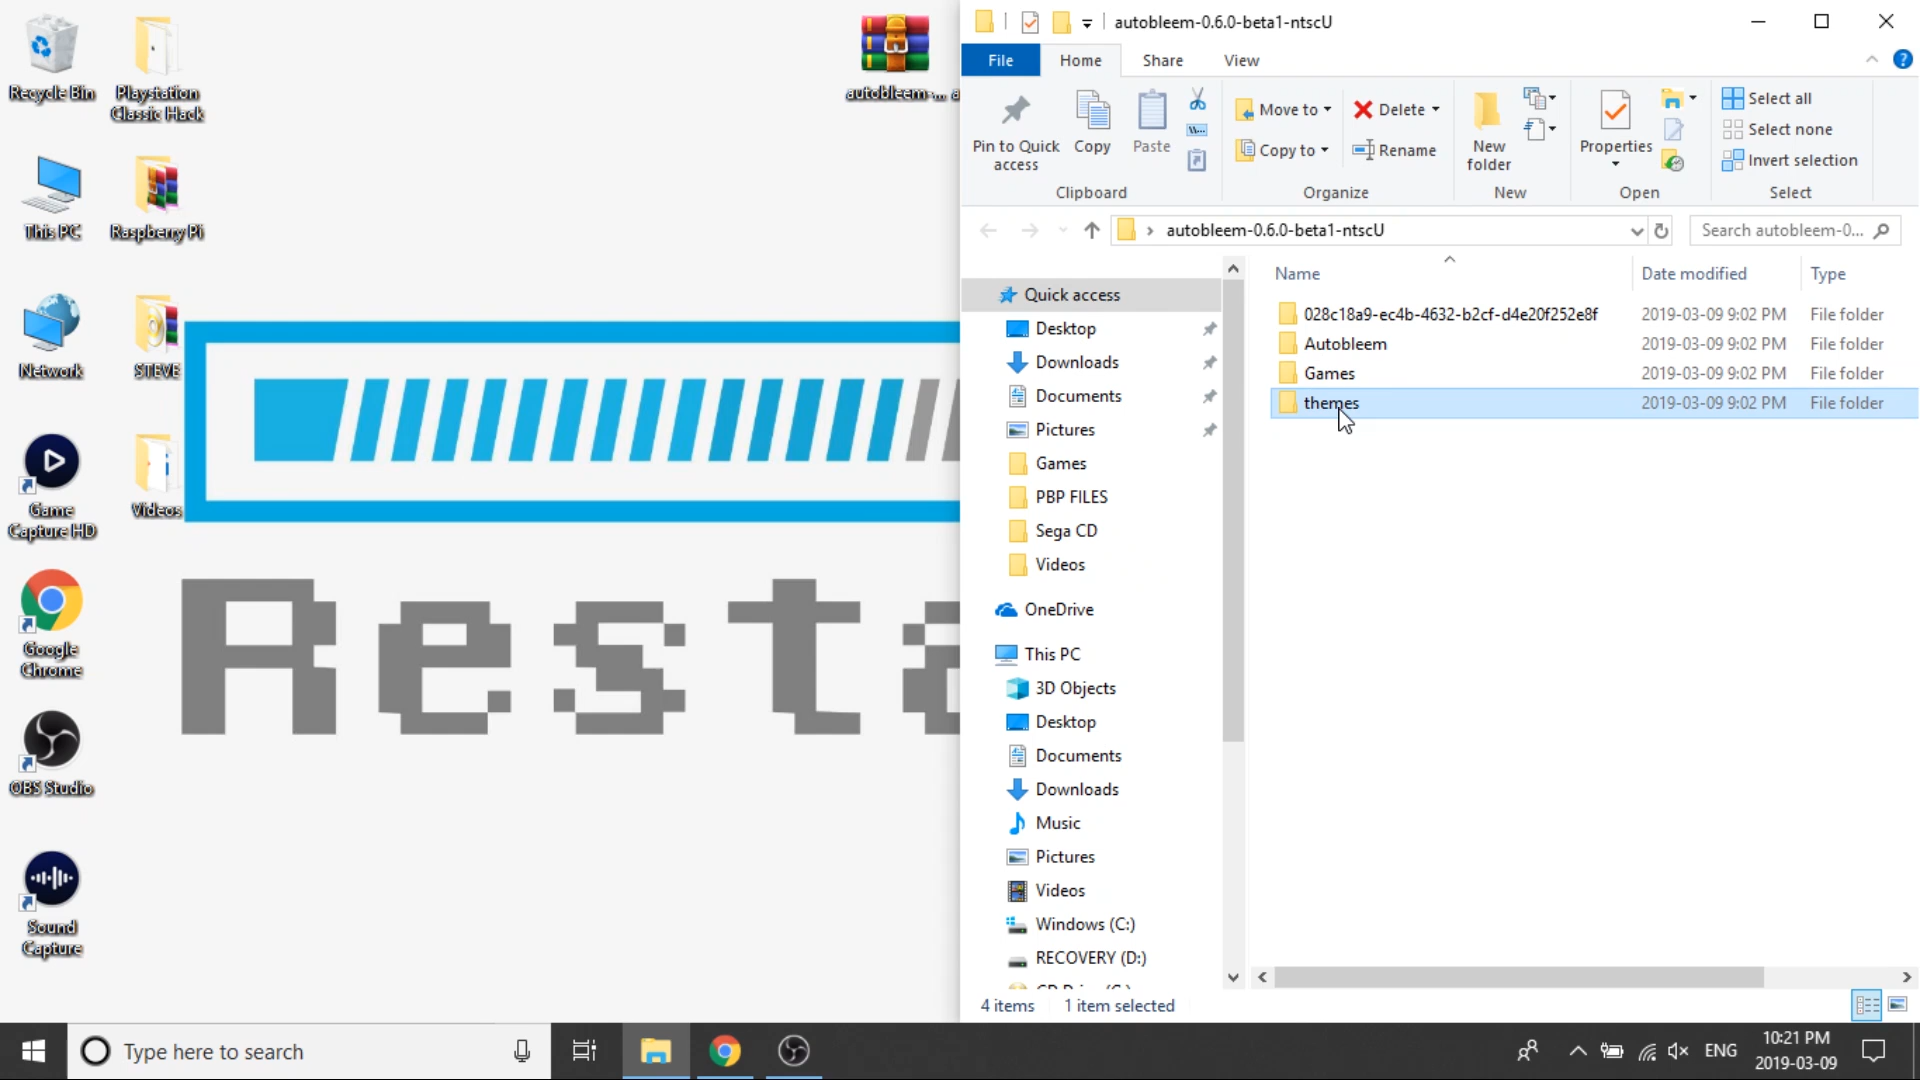 Recycle Bin
Playstation
Classic Hack
autobleem-...
This PC
Raspberry Pi
Network
STEVE
Game
Capture HD
Videos
Google
Chrome
OBS Studio
Sound
Capture
Resta
autobleem-0.6.0-beta1-ntscU
File
Home
Share
View
Pin to Quick
access
Copy
Paste
Move to
Copy to
Delete
Rename
New
folder
Properties
Select all
Select none
Invert selection
Clipboard
Organize
New
Open
Select
autobleem-0.6.0-beta1-ntscU
Search autobleem-0...
Quick access
Desktop
Downloads
Documents
Pictures
Games
PBP FILES
Sega CD
Videos
OneDrive
This PC
3D Objects
Desktop
Documents
Downloads
Music
Pictures
Videos
Windows (C:)
RECOVERY (D:)
Name Date modified Type
028c18a9-ec4b-4632-b2cf-d4e20f252e8f 2019-03-09 9:02 PM File folder
Autobleem 2019-03-09 9:02 PM File folder
Games 2019-03-09 9:02 PM File folder
themes 2019-03-09 9:02 PM File folder
4 items 1 item selected
Type here to search
ENG
10:21 PM
2019-03-09